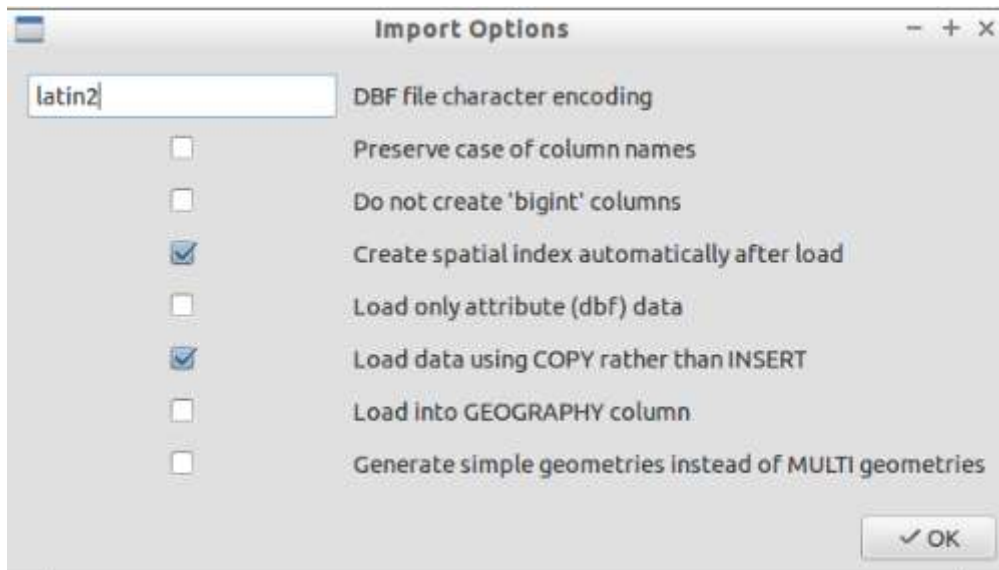 Import Options
latin2 DBF file character encoding
Preserve case of column names
Do not create 'bigint' columns
Create spatial index automatically after load
Load only attribute (dbf) data
Load data using COPY rather than INSERT
Load into GEOGRAPHY column
Generate simple geometries instead of MULTI geometries
OK